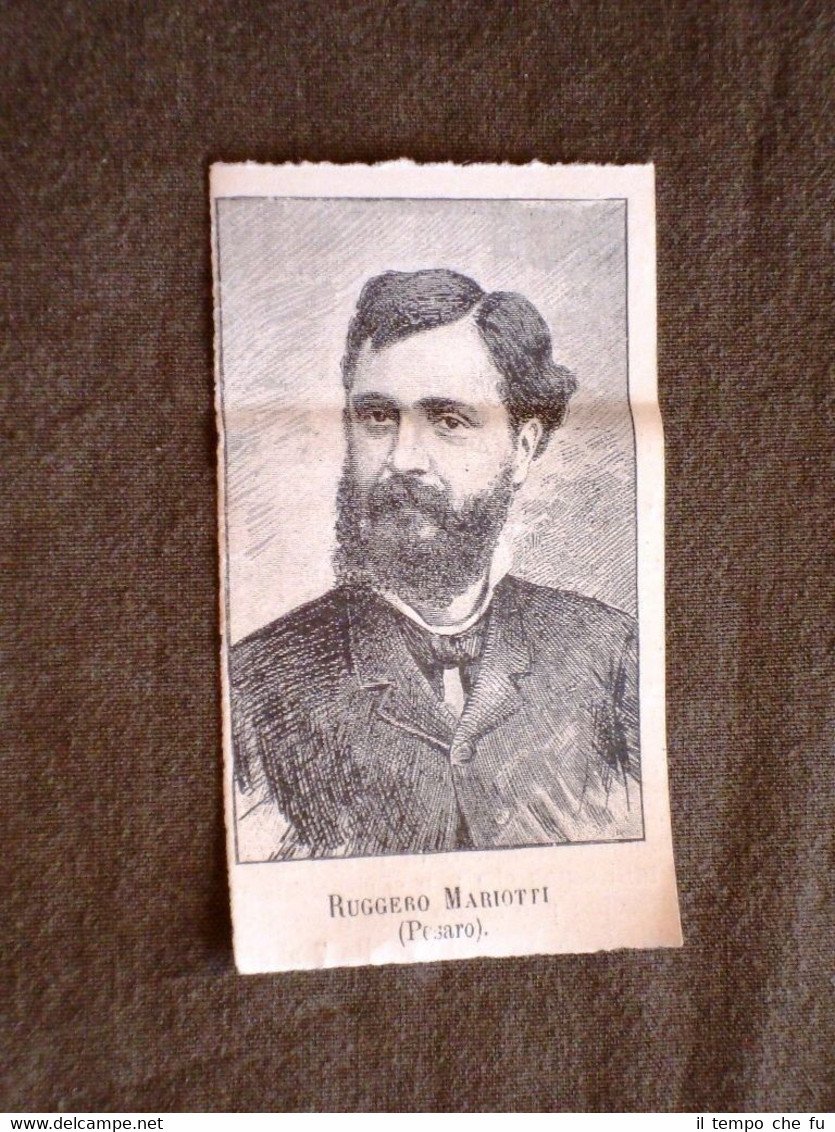 RUGGERO MARIOTTI
(Pesaro).
www.delcampe.net
il tempo che fu